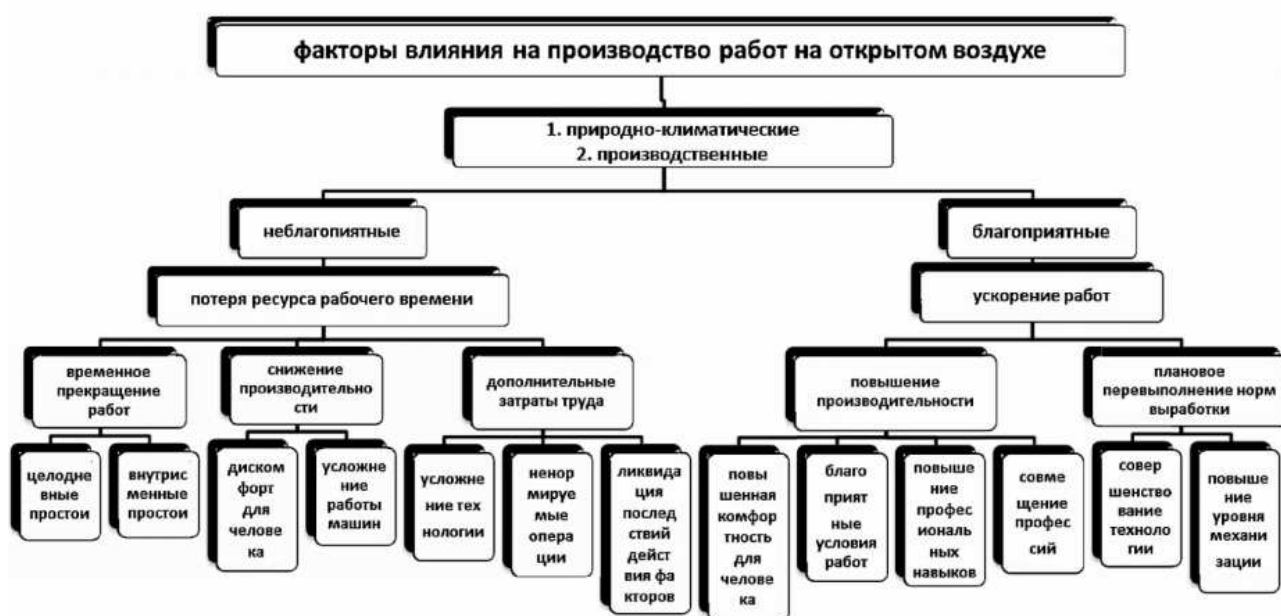 факторы влияния на производство работ на открытом воздухе
1. природно-климатические
2. производственные
неблагопиятные
благоприятные
потеря ресурса рабочего времени
ускорение работ
временное
прекращение
работ
снижение
производительно
сти
дополнительные
затраты труда
повышение
производительности
плановое
перевыполнение норм
выработки
целодне
вные
простои
внутрис
менные
простои
диском
форт
для
челове
ка
усложне
ние
работы
машин
усложне
ние тех
нологии
ненор
мируе
мые
опера
ции
ликвида
ция
послед
ствий
дейст
вия фа
кторов
повы
шенная
комфо
ртность
для
челове
ка
благо
прият
ные
условия
работ
повыше
ние
профес
иональ
ных
навыков
совме
щение
профес
сий
совер
шенство
вание
техноло
гии
повыше
ние
уровня
механи
зации